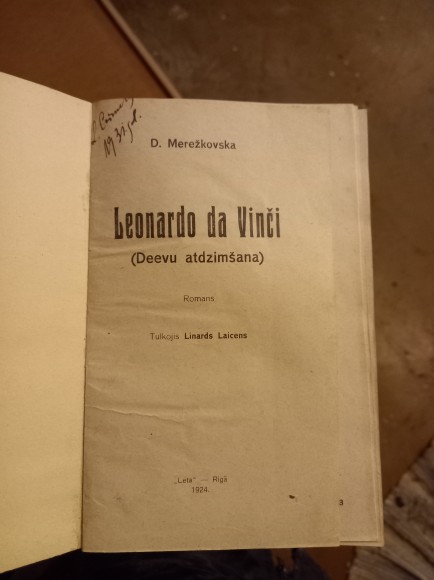 1931.g.
D. Merežkovska
Leonardo da Vinči
(Deevu atdzimšana)
Romans
Tulkojis Linards Laicens
„Leta“ — Rīgā
1924.
3